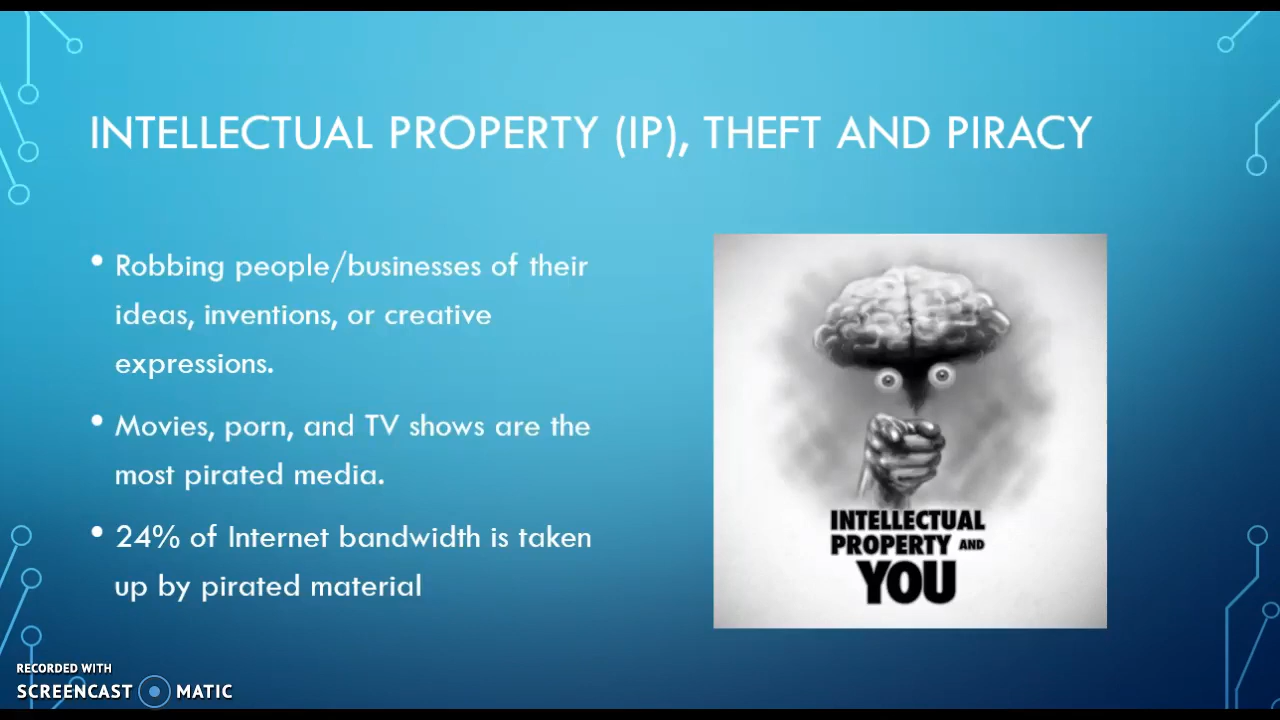 INTELLECTUAL PROPERTY (IP), THEFT AND PIRACY
• Robbing people/businesses of their
ideas, inventions, or creative
expressions.
• Movies, porn, and TV shows are the
most pirated media.
• 24% of Internet bandwidth is taken
up by pirated material
INTELLECTUAL
PROPERTY AND
YOU
RECORDED WITH
SCREENCAST MATIC